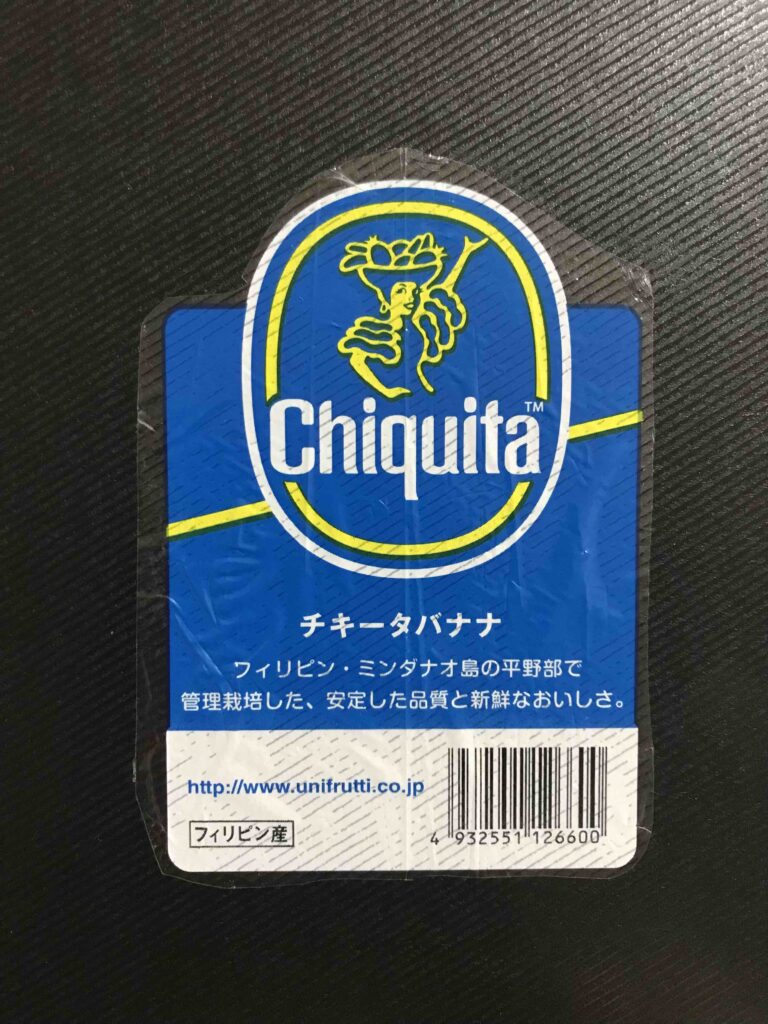 Chiquita™
チキータバナナ
フィリピン・ミンダナオ島の平野部で
管理栽培した、安定した品質と新鮮なおいしさ。
http://www.unifrutti.co.jp
フィリピン産
4 932551 126600